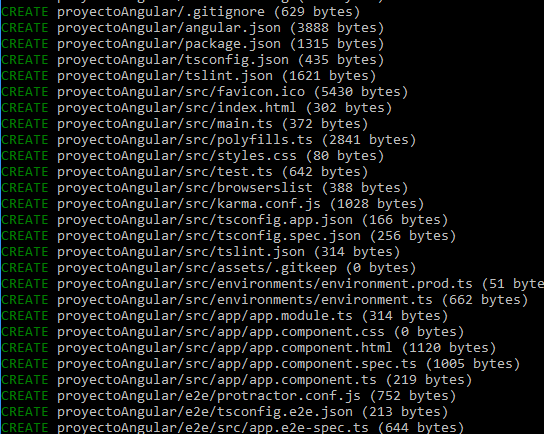 CREATE proyectoAngular/.gitignore (629 bytes)
CREATE proyectoAngular/angular.json (3888 bytes)
CREATE proyectoAngular/package.json (1315 bytes)
CREATE proyectoAngular/tsconfig.json (435 bytes)
CREATE proyectoAngular/tslint.json (1621 bytes)
CREATE proyectoAngular/src/favicon.ico (5430 bytes)
CREATE proyectoAngular/src/index.html (302 bytes)
CREATE proyectoAngular/src/main.ts (372 bytes)
CREATE proyectoAngular/src/polyfills.ts (2841 bytes)
CREATE proyectoAngular/src/styles.css (80 bytes)
CREATE proyectoAngular/src/test.ts (642 bytes)
CREATE proyectoAngular/src/browserslist (388 bytes)
CREATE proyectoAngular/src/karma.conf.js (1028 bytes)
CREATE proyectoAngular/src/tsconfig.app.json (166 bytes)
CREATE proyectoAngular/src/tsconfig.spec.json (256 bytes)
CREATE proyectoAngular/src/tslint.json (314 bytes)
CREATE proyectoAngular/src/assets/.gitkeep (0 bytes)
CREATE proyectoAngular/src/environments/environment.prod.ts (51 byte
CREATE proyectoAngular/src/environments/environment.ts (662 bytes)
CREATE proyectoAngular/src/app/app.module.ts (314 bytes)
CREATE proyectoAngular/src/app/app.component.css (0 bytes)
CREATE proyectoAngular/src/app/app.component.html (1120 bytes)
CREATE proyectoAngular/src/app/app.component.spec.ts (1005 bytes)
CREATE proyectoAngular/src/app/app.component.ts (219 bytes)
CREATE proyectoAngular/e2e/protractor.conf.js (752 bytes)
CREATE proyectoAngular/e2e/tsconfig.e2e.json (213 bytes)
CREATE proyectoAngular/e2e/src/app.e2e-spec.ts (644 bytes)